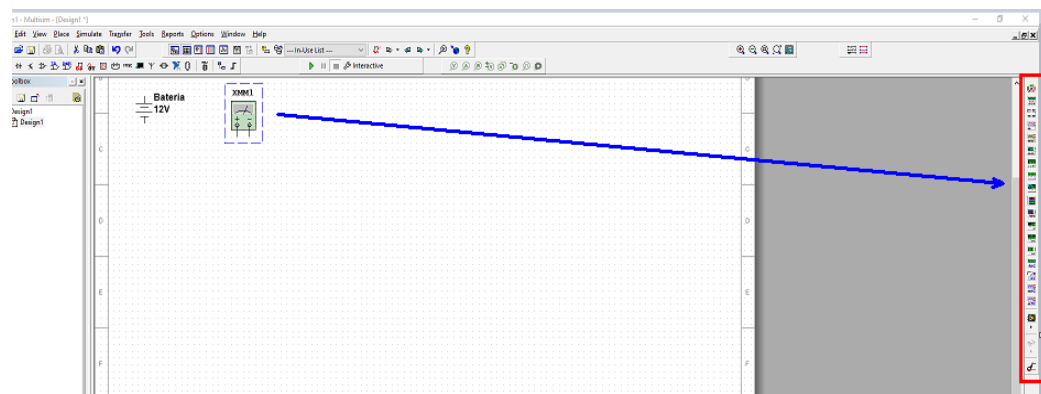 n1 - Multisim - [Design1 *]
Edit View Place Simulate Transfer Tools Reports Options Window Help
--- In-Use List ---
Interactive
oolbox
Design1
Design1
Bateria
12V
XMM1
D
D
C
C
D
D
E
E
F
F